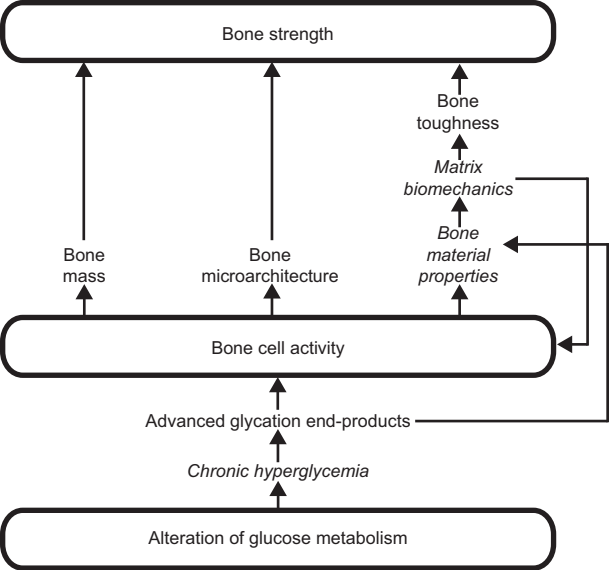 Bone strength
Bone
toughness
Matrix
biomechanics
Bone
mass
Bone
microarchitecture
Bone
material
properties
Bone cell activity
Advanced glycation end-products
Chronic hyperglycemia
Alteration of glucose metabolism